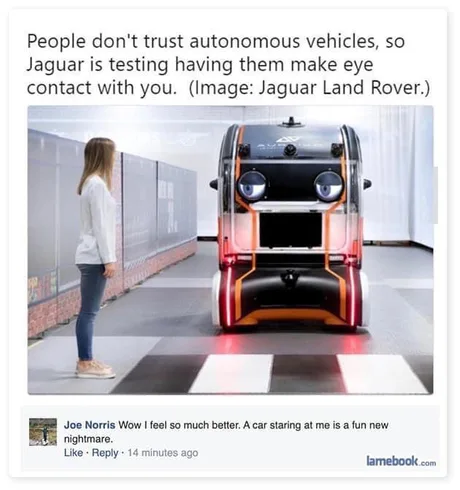 People don't trust autonomous vehicles, so
Jaguar is testing having them make eye
contact with you. (Image: Jaguar Land Rover.)
Joe Norris Wow I feel so much better. A car staring at me is a fun new
nightmare.
Like · Reply · 14 minutes ago
lamebook.com